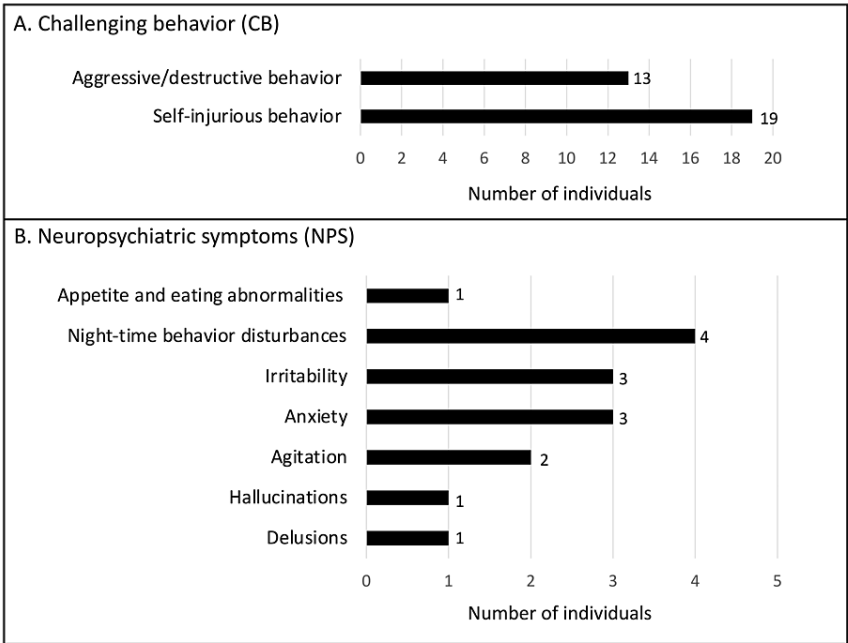 A. Challenging behavior (CB)
Aggressive/destructive behavior 13
Self-injurious behavior 19
0 2 4 6 8 10 12 14 16 18 20
Number of individuals
B. Neuropsychiatric symptoms (NPS)
Appetite and eating abnormalities 1
Night-time behavior disturbances 4
Irritability 3
Anxiety 3
Agitation 2
Hallucinations 1
Delusions 1
0 1 2 3 4 5
Number of individuals